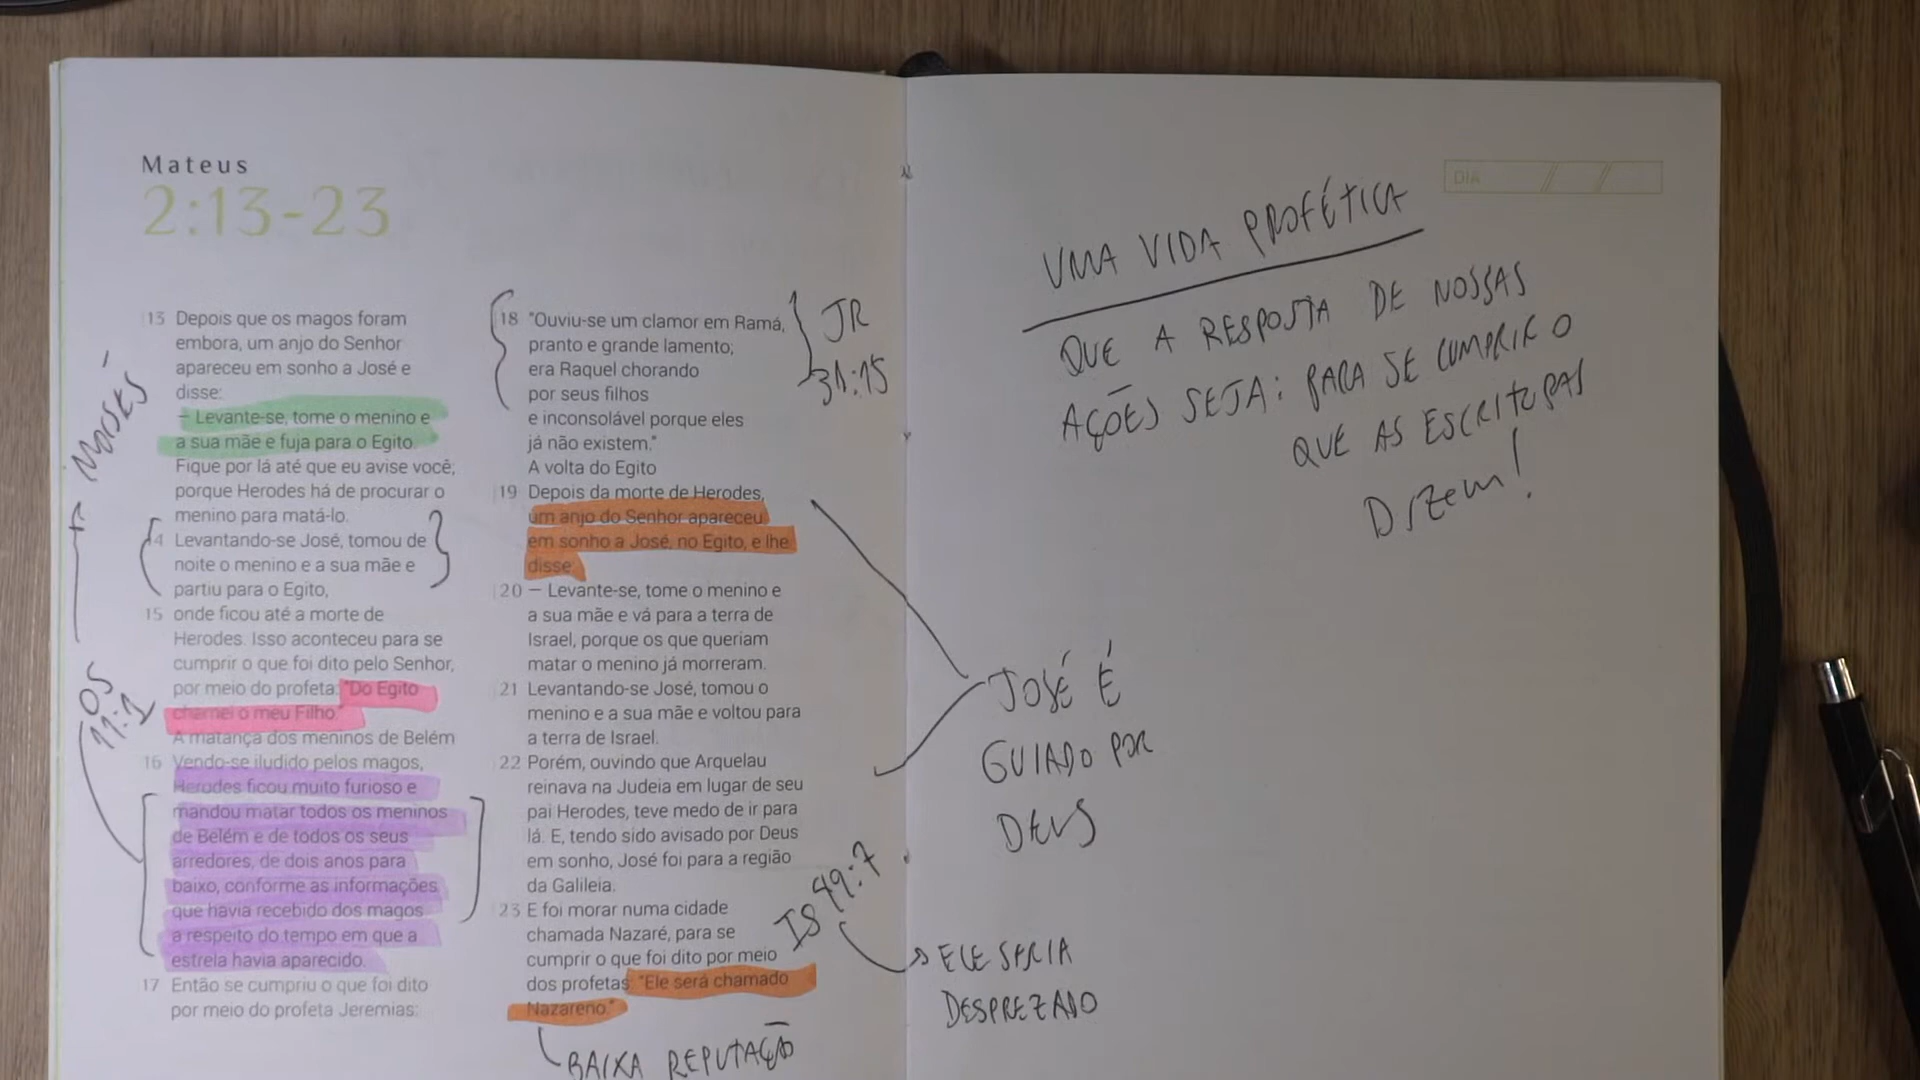 Mateus
2:13-23
13 Depois que os magos foram
embora, um anjo do Senhor
apareceu em sonho a José e
disse:
– Levante-se, tome o menino e
a sua mãe e fuja para o Egito.
Fique por lá até que eu avise você;
porque Herodes há de procurar o
menino para matá-lo.
14 Levantando-se José, tomou de
noite o menino e a sua mãe e
partiu para o Egito,
15 onde ficou até a morte de
Herodes. Isso aconteceu para se
cumprir o que foi dito pelo Senhor,
por meio do profeta: "Do Egito
chamei o meu Filho."
A matança dos meninos de Belém
16 Vendo-se iludido pelos magos,
Herodes ficou muito furioso e
mandou matar todos os meninos
de Belém e de todos os seus
arredores, de dois anos para
baixo, conforme as informações
que havia recebido dos magos
a respeito do tempo em que a
estrela havia aparecido.
17 Então se cumpriu o que foi dito
por meio do profeta Jeremias:
MOISÉS
OS
11:1
18 "Ouviu-se um clamor em Ramá,
pranto e grande lamento;
era Raquel chorando
por seus filhos
e inconsolável porque eles
já não existem."
A volta do Egito
19 Depois da morte de Herodes,
um anjo do Senhor apareceu
em sonho a José, no Egito, e lhe
disse:
20 – Levante-se, tome o menino e
a sua mãe e vá para a terra de
Israel, porque os que queriam
matar o menino já morreram.
21 Levantando-se José, tomou o
menino e a sua mãe e voltou para
a terra de Israel.
22 Porém, ouvindo que Arquelau
reinava na Judeia em lugar de seu
pai Herodes, teve medo de ir para
lá. E, tendo sido avisado por Deus
em sonho, José foi para a região
da Galileia.
23 E foi morar numa cidade
chamada Nazaré, para se
cumprir o que foi dito por meio
dos profetas: "Ele será chamado
Nazareno."
BAIXA REPUTAÇÃO
JR
31:15
IS 49:7
DIA / /
UMA VIDA PROFÉTICA
QUE A RESPOSTA DE NOSSAS
AÇÕES SEJA: PARA SE CUMPRIR O
QUE AS ESCRITURAS
DIZEM!
JOSÉ É
GUIADO POR
DEUS
ELE SERIA
DESPREZADO